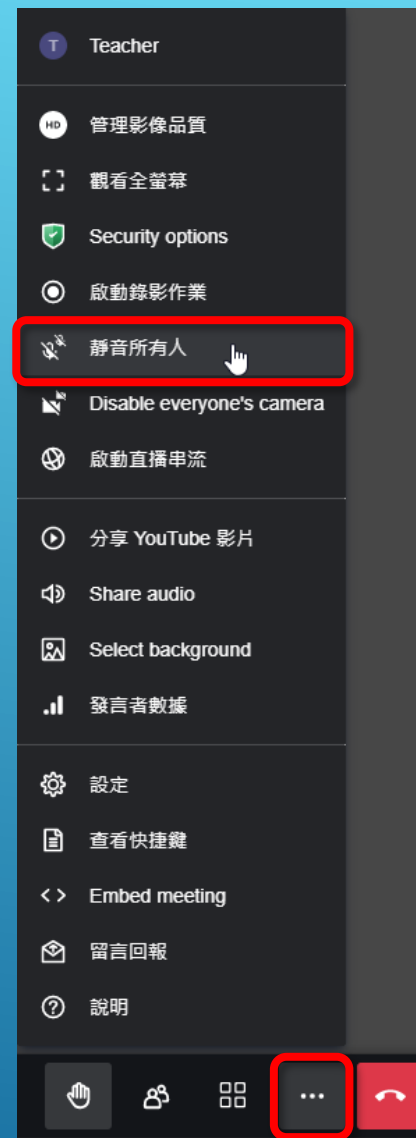 T Teacher
HD 管理影像品質
觀看全螢幕
Security options
啟動錄影作業
靜音所有人
Disable everyone's camera
啟動直播串流
分享 YouTube 影片
Share audio
Select background
發言者數據
設定
查看快捷鍵
Embed meeting
留言回報
說明